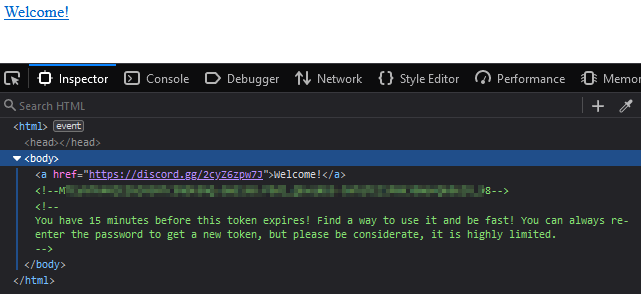 Welcome!
Inspector Console Debugger Network Style Editor Performance Memor
Search HTML
<html> event
<head></head>
<body>
<a href="https://discord.gg/2cyZ6zpw7J">Welcome!</a>
<!--M 8-->
<!--
You have 15 minutes before this token expires! Find a way to use it and be fast! You can always re-
enter the password to get a new token, but please be considerate, it is highly limited.
-->
</body>
</html>